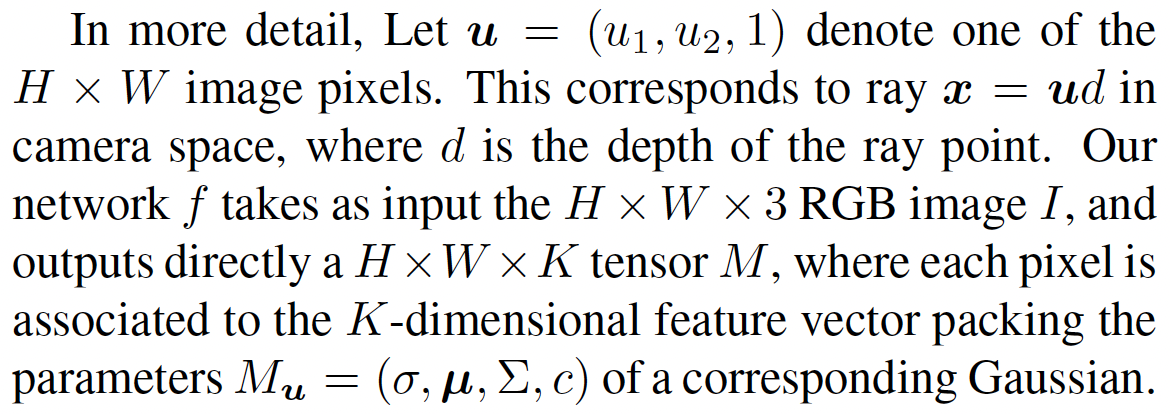 In more detail, Let u = (u₁, u₂, 1) denote one of the
H × W image pixels. This corresponds to ray x = ud in
camera space, where d is the depth of the ray point. Our
network f takes as input the H × W × 3 RGB image I, and
outputs directly a H × W × K tensor M, where each pixel is
associated to the K-dimensional feature vector packing the
parameters Mᵤ = (σ, μ, Σ, c) of a corresponding Gaussian.